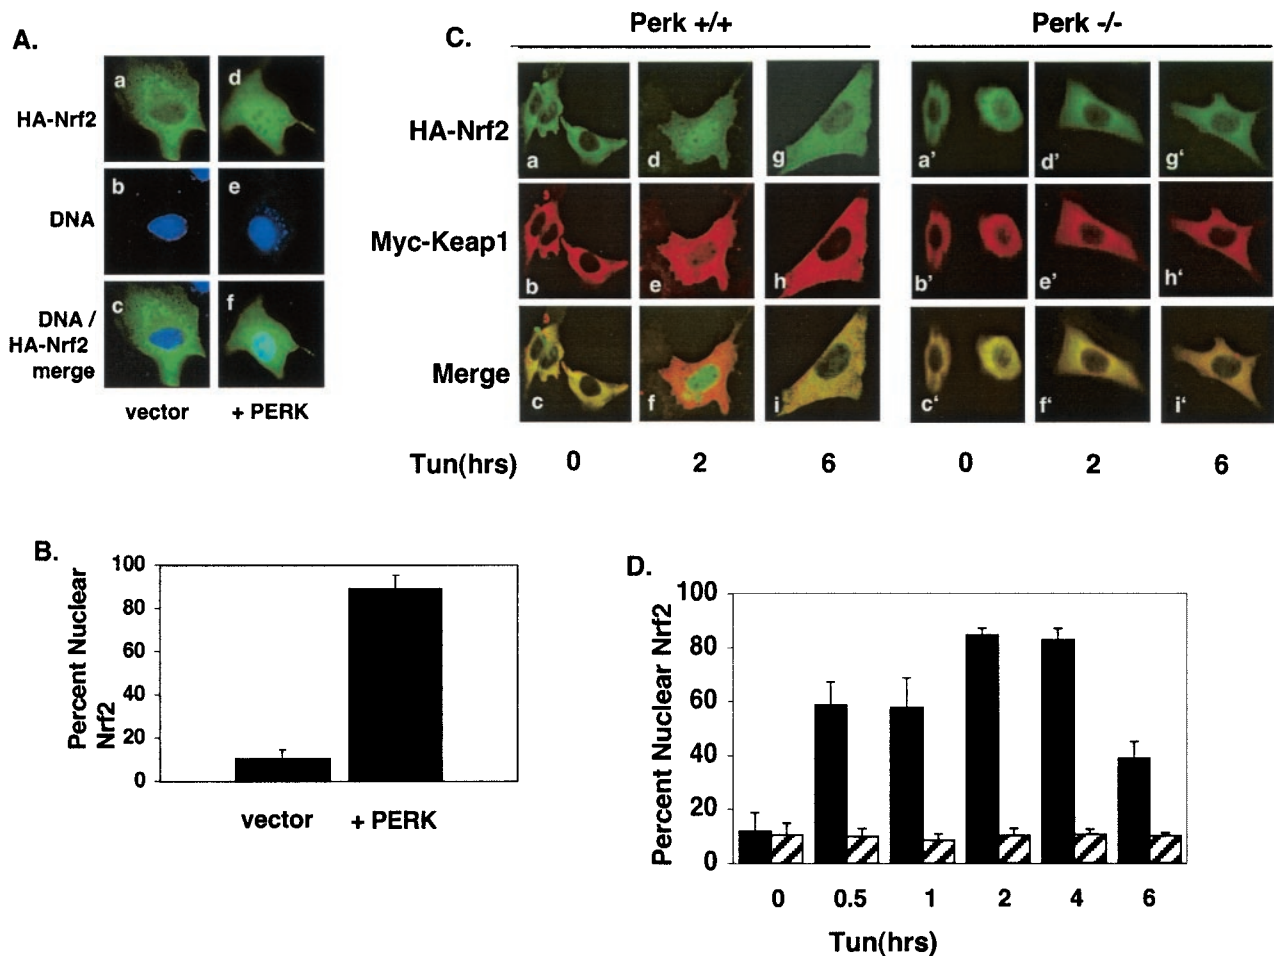 A.
a
d
HA-Nrf2
b
e
DNA
c
f
DNA /
HA-Nrf2
merge
vector
+ PERK
C.
Perk +/+
Perk -/-
HA-Nrf2
a
d
g
a'
d'
g'
Myc-Keap1
b
e
h
b'
e'
h'
Merge
c
f
i
c'
f'
i'
Tun(hrs)
0
2
6
0
2
6
B.
Percent Nuclear
Nrf2
100
80
60
40
20
0
vector
+ PERK
D.
Percent Nuclear Nrf2
100
80
60
40
20
0
0
0.5
1
2
4
6
Tun(hrs)